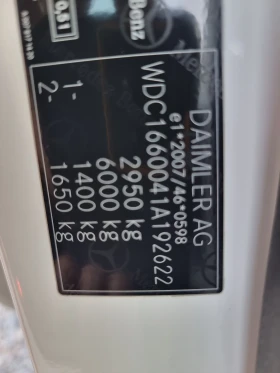 DAIMLER AG
e1*2007/46*0598
WDC1660041A192622
2950 kg
6000 kg
1- 1400 kg
2- 1650 kg
Benz